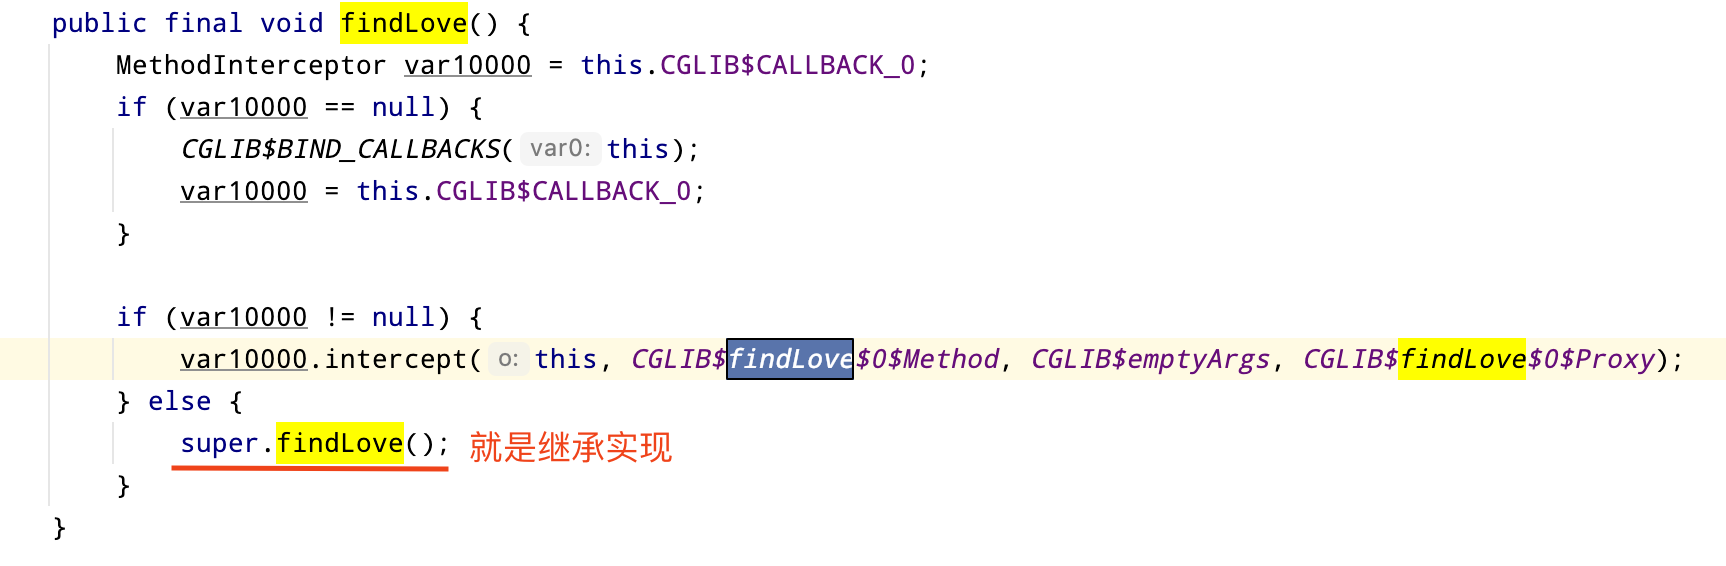 public final void findLove() {
MethodInterceptor var10000 = this.CGLIB$CALLBACK_0;
if (var10000 == null) {
CGLIB$BIND_CALLBACKS( var0: this);
var10000 = this.CGLIB$CALLBACK_0;
}
if (var10000 != null) {
var10000.intercept( o: this, CGLIB$findLove$0$Method, CGLIB$emptyArgs, CGLIB$findLove$0$Proxy);
} else {
super.findLove(); 就是继承实现
}
}